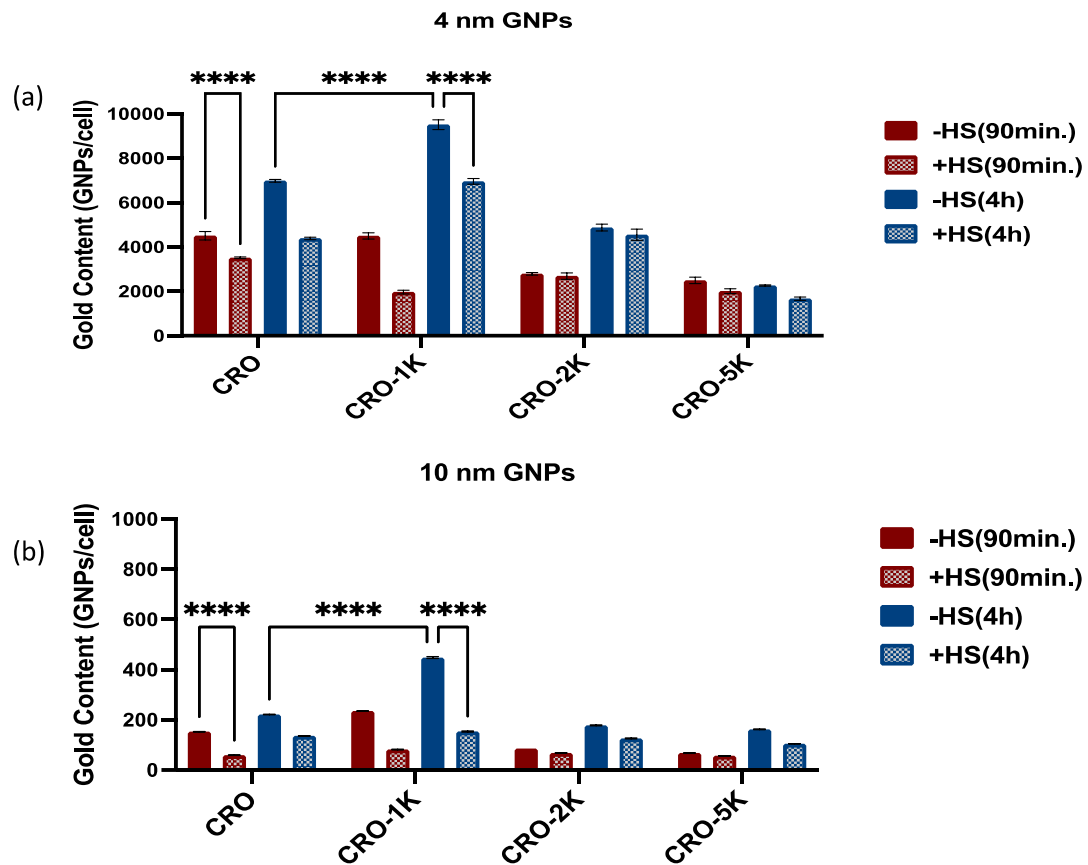 4 nm GNPs
(a)
**** **** ****
Gold Content (GNPs/cell)
10000
8000
6000
4000
2000
0
CRO
CRO-1K
CRO-2K
CRO-5K
-HS(90min.)
+HS(90min.)
-HS(4h)
+HS(4h)
10 nm GNPs
(b)
**** **** ****
Gold Content (GNPs/cell)
1000
800
600
400
200
0
CRO
CRO-1K
CRO-2K
CRO-5K
-HS(90min.)
+HS(90min.)
-HS(4h)
+HS(4h)